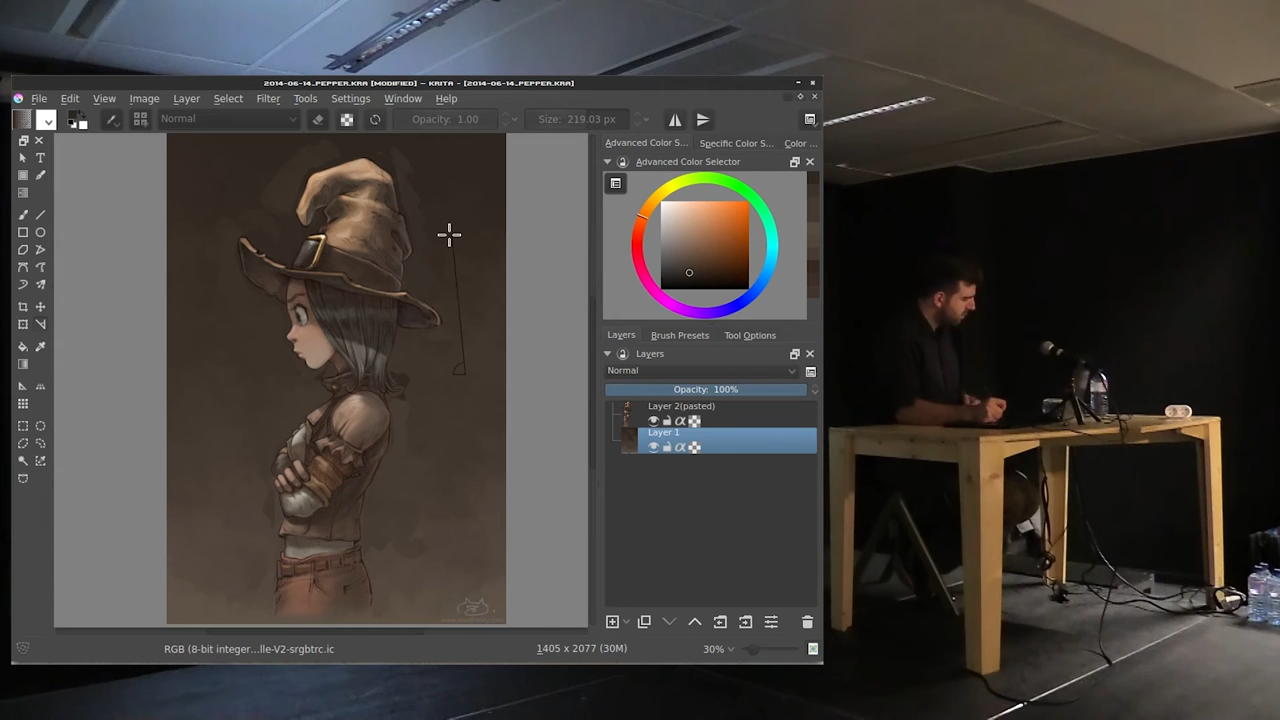 2014-06-14_PEPPER.KRA [MODIFIED] – KRITA - [2014-06-14_PEPPER.KRA]
File Edit View Image Layer Select Filter Tools Settings Window Help
Normal Opacity: 1.00 Size: 219.03 px
Advanced Color S... Specific Color S... Color ...
Advanced Color Selector
Layers Brush Presets Tool Options
Layers
Normal
Opacity: 100%
Layer 2(pasted)
Layer 1
RGB (8-bit integer...lle-V2-srgbtrc.ic 1405 x 2077 (30M) 30%